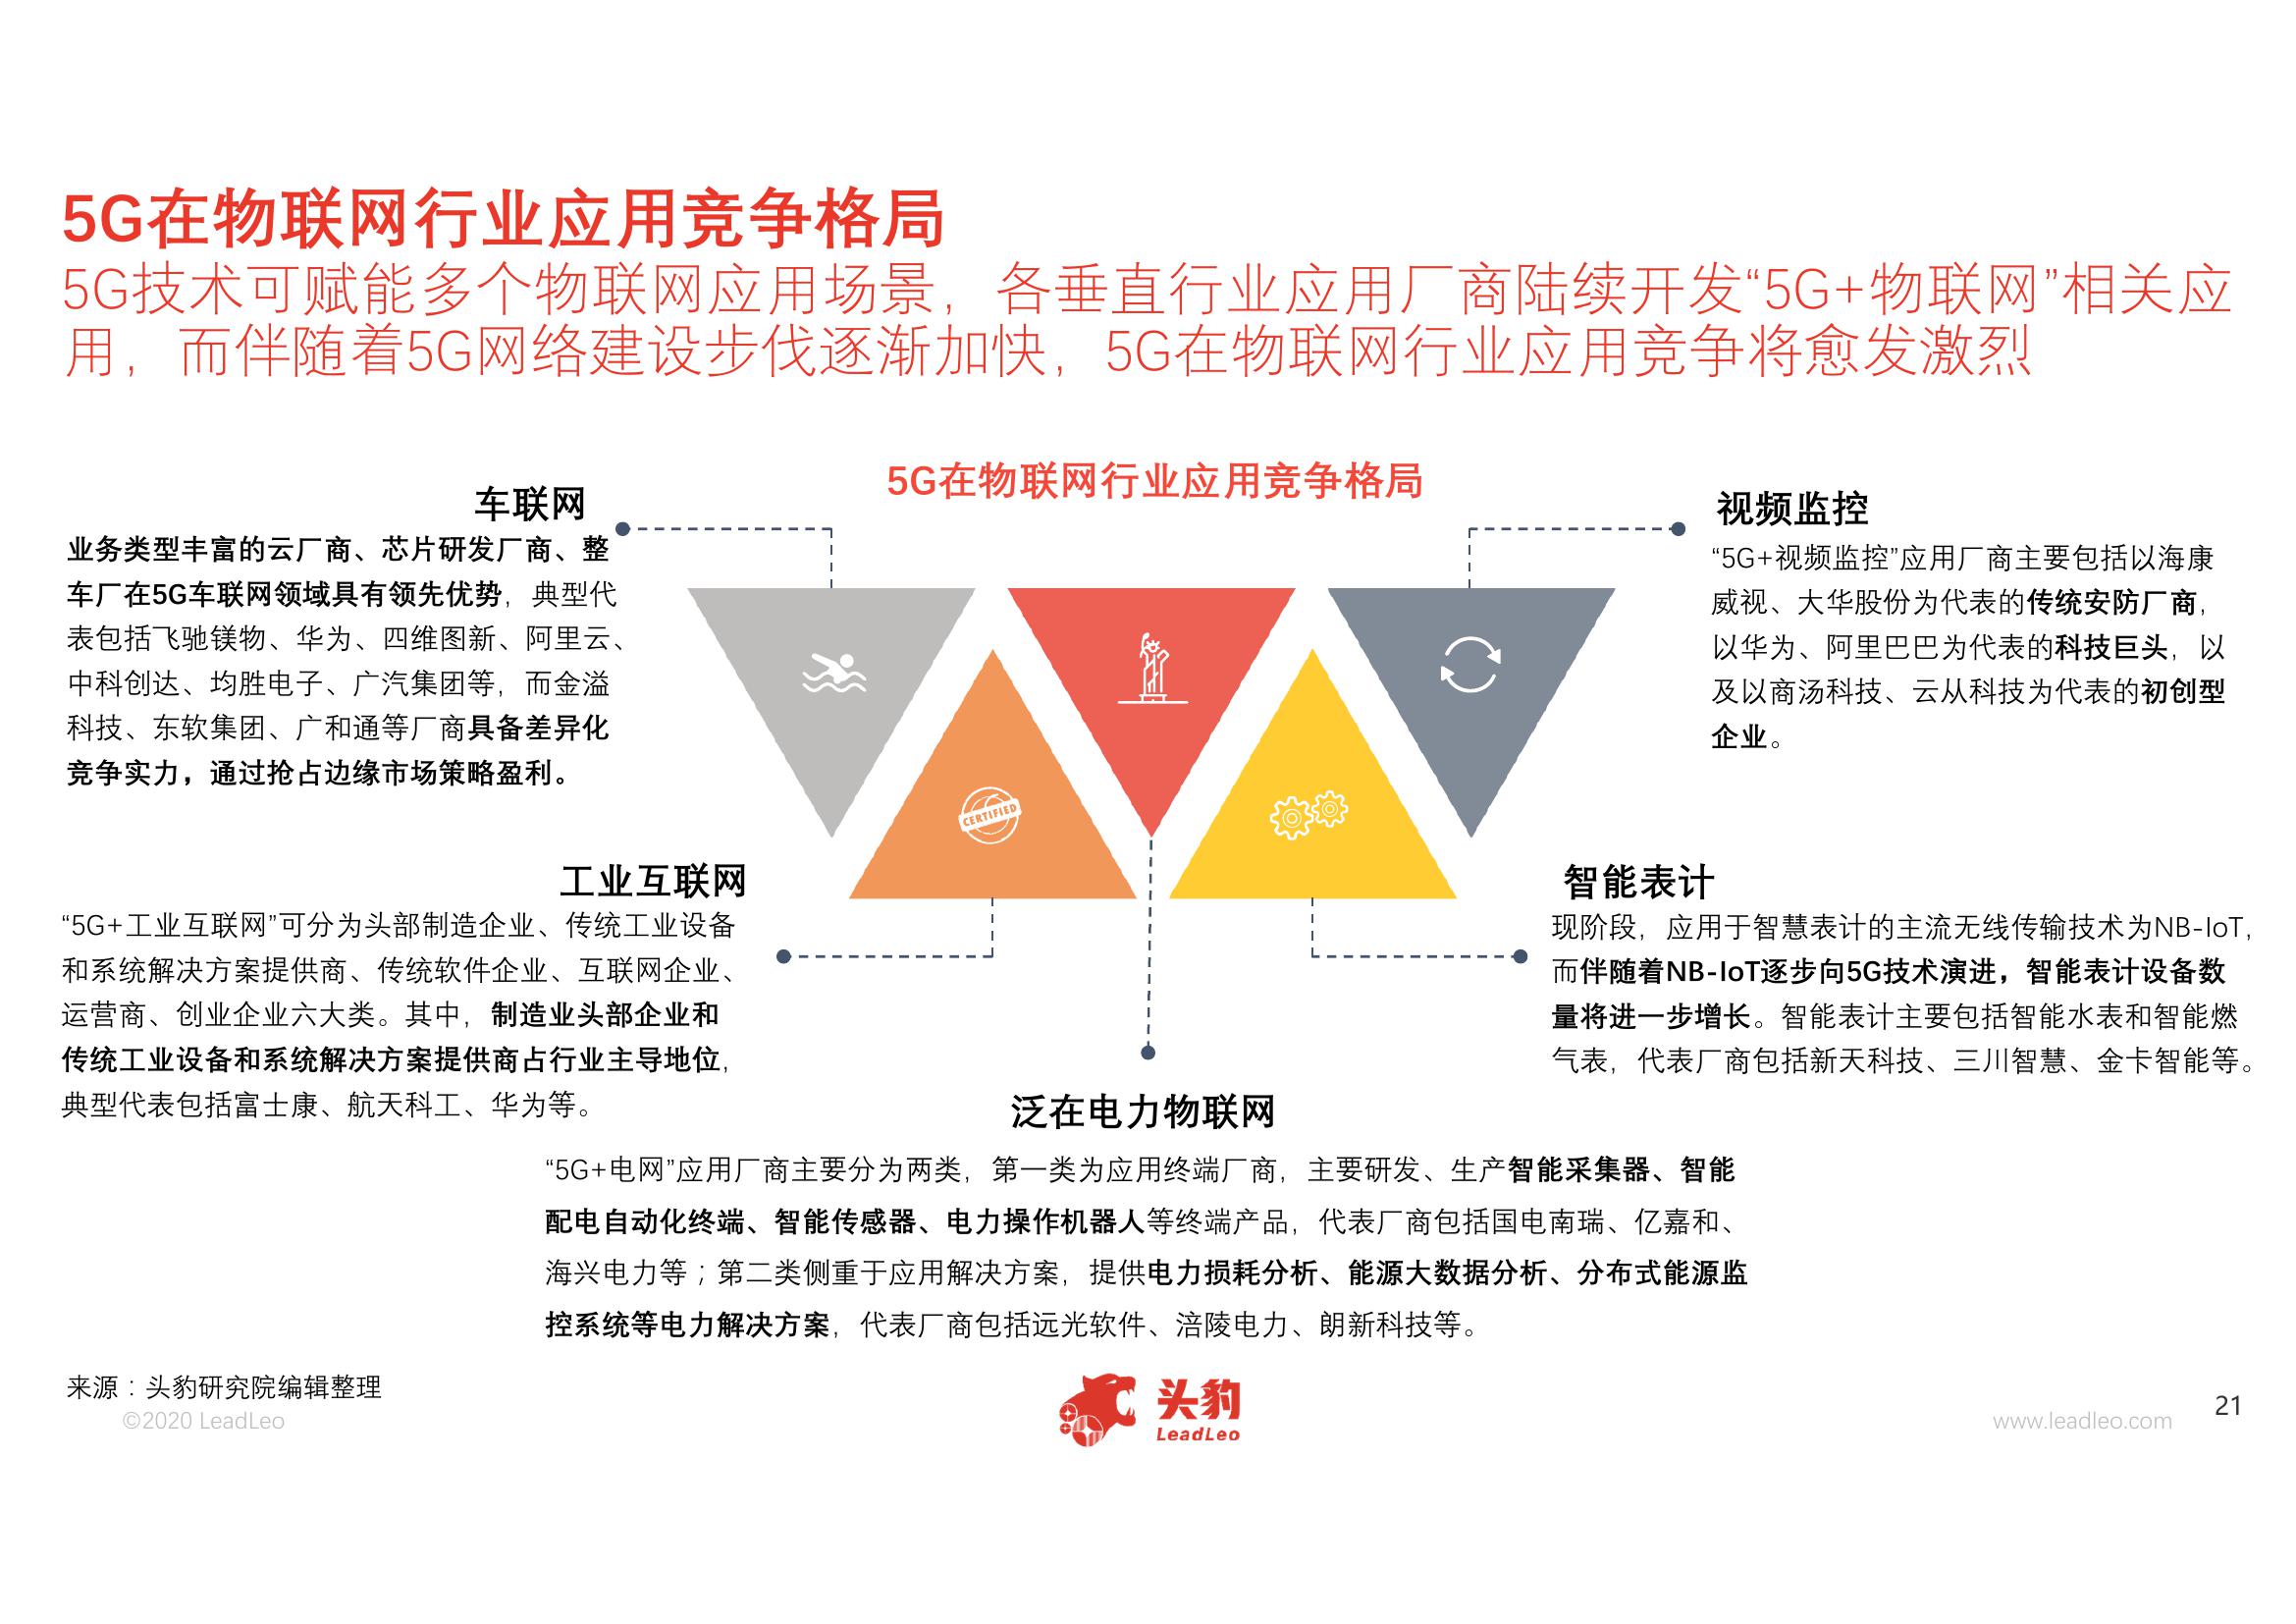 5G在物联网行业应用竞争格局
5G技术可赋能多个物联网应用场景，各垂直行业应用厂商陆续开发“5G+物联网”相关应
用，而伴随着5G网络建设步伐逐渐加快，5G在物联网行业应用竞争将愈发激烈
5G在物联网行业应用竞争格局
车联网
业务类型丰富的云厂商、芯片研发厂商、整
车厂在5G车联网领域具有领先优势，典型代
表包括飞驰镁物、华为、四维图新、阿里云、
中科创达、均胜电子、广汽集团等，而金溢
科技、东软集团、广和通等厂商具备差异化
竞争实力，通过抢占边缘市场策略盈利。
视频监控
“5G+视频监控”应用厂商主要包括以海康
威视、大华股份为代表的传统安防厂商，
以华为、阿里巴巴为代表的科技巨头，以
及以商汤科技、云从科技为代表的初创型
企业。
CERTIFIED
工业互联网
“5G+工业互联网”可分为头部制造企业、传统工业设备
和系统解决方案提供商、传统软件企业、互联网企业、
运营商、创业企业六大类。其中，制造业头部企业和
传统工业设备和系统解决方案提供商占行业主导地位，
典型代表包括富士康、航天科工、华为等。
智能表计
现阶段，应用于智慧表计的主流无线传输技术为NB-IoT，
而伴随着NB-IoT逐步向5G技术演进，智能表计设备数
量将进一步增长。智能表计主要包括智能水表和智能燃
气表，代表厂商包括新天科技、三川智慧、金卡智能等。
泛在电力物联网
“5G+电网”应用厂商主要分为两类，第一类为应用终端厂商，主要研发、生产智能采集器、智能
配电自动化终端、智能传感器、电力操作机器人等终端产品，代表厂商包括国电南瑞、亿嘉和、
海兴电力等；第二类侧重于应用解决方案，提供电力损耗分析、能源大数据分析、分布式能源监
控系统等电力解决方案，代表厂商包括远光软件、涪陵电力、朗新科技等。
来源：头豹研究院编辑整理
©2020 LeadLeo
头豹
LeadLeo
www.leadleo.com
21